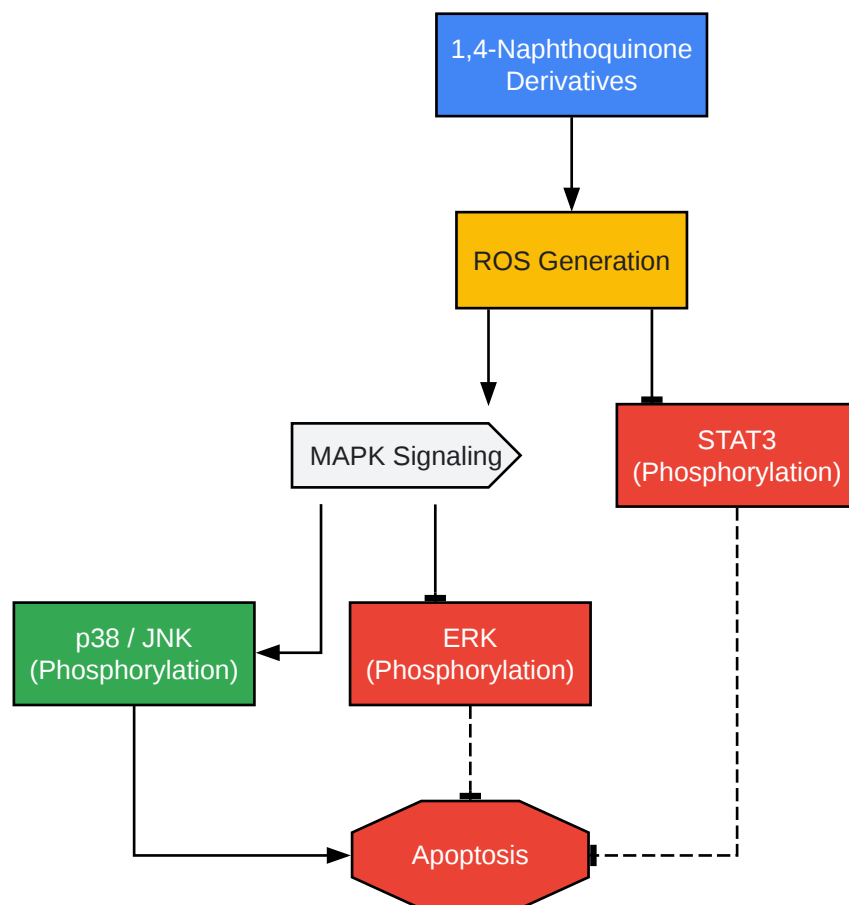 1,4-Naphthoquinone
Derivatives
ROS Generation
MAPK Signaling
STAT3
(Phosphorylation)
p38 / JNK
(Phosphorylation)
ERK
(Phosphorylation)
Apoptosis